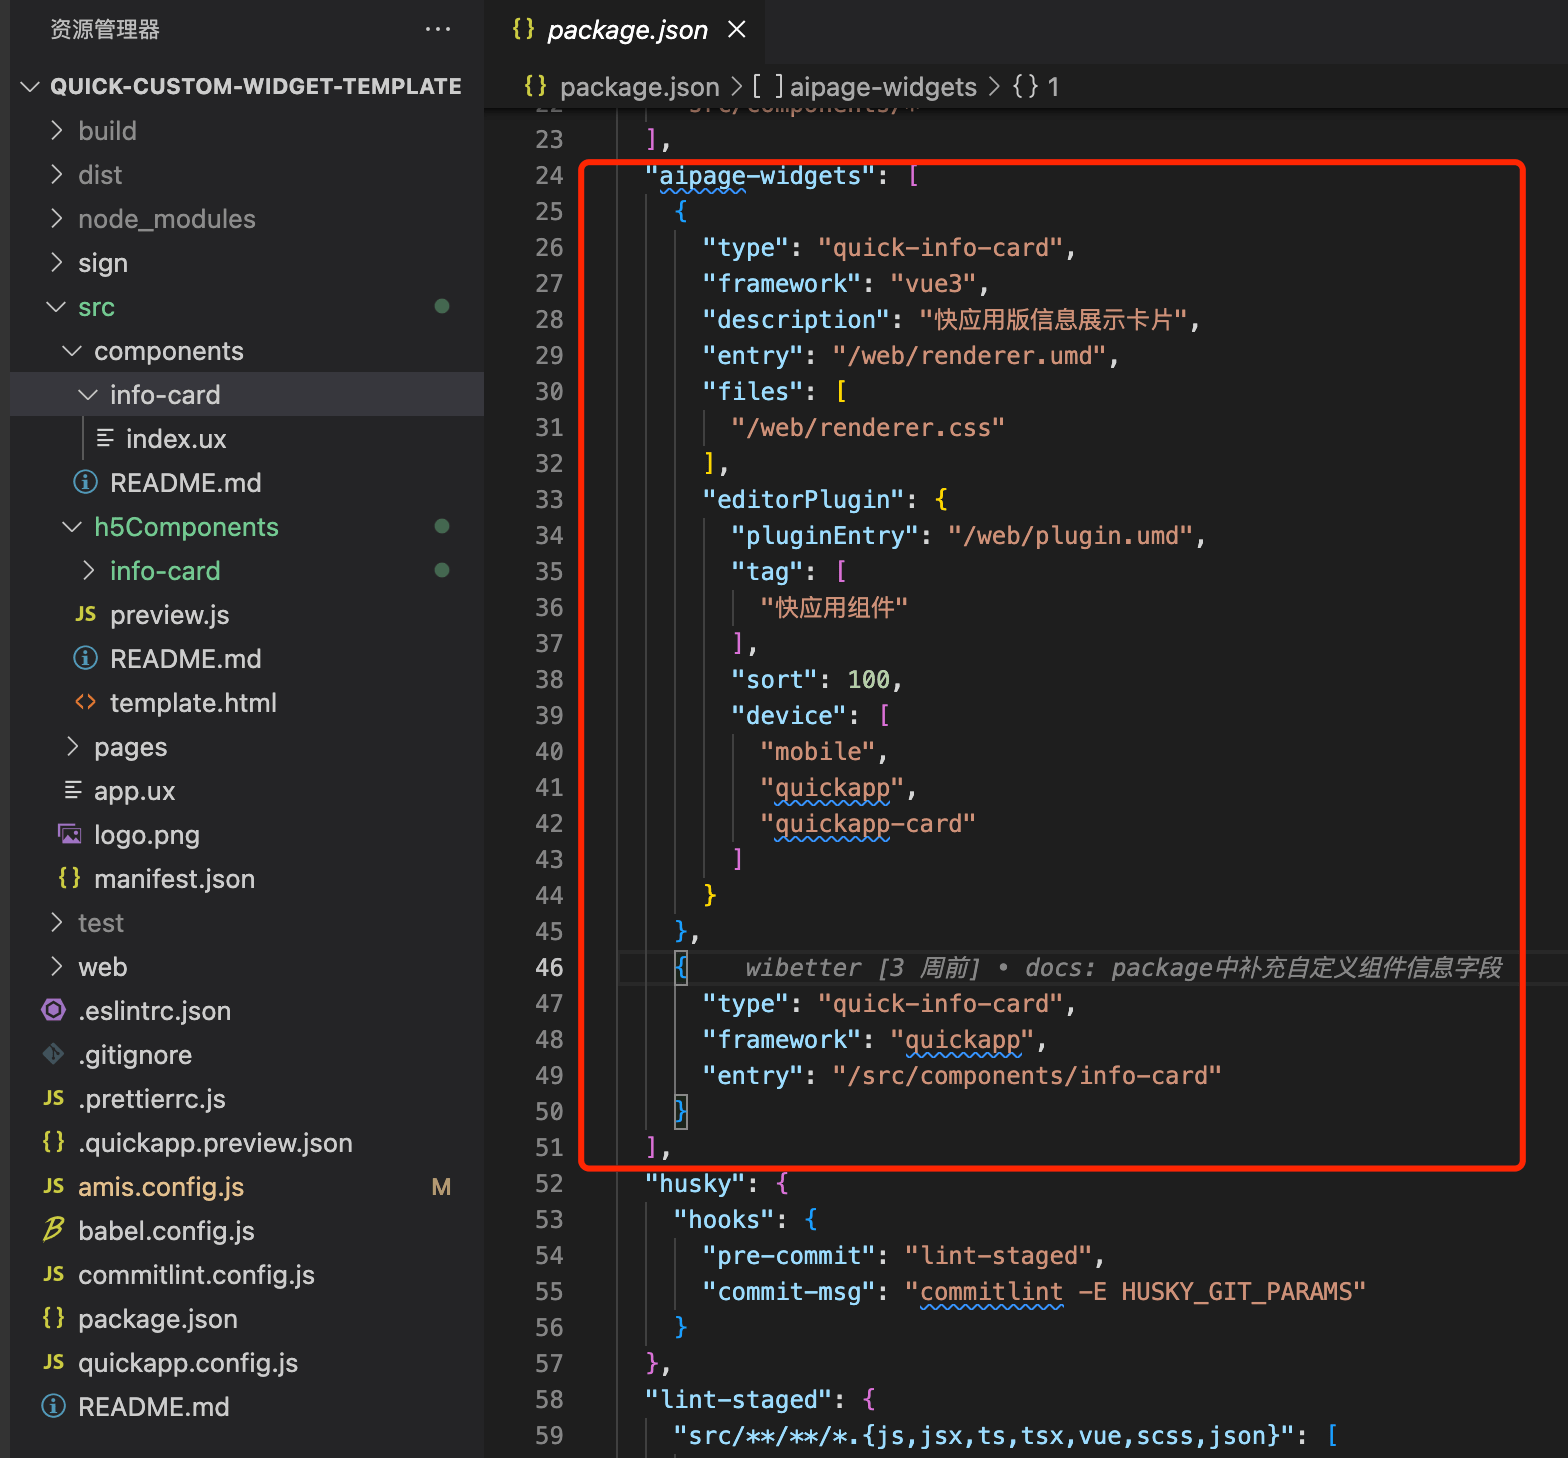 资源管理器
QUICK-CUSTOM-WIDGET-TEMPLATE
build
dist
node_modules
sign
src
components
info-card
index.ux
README.md
h5Components
info-card
JS preview.js
README.md
<> template.html
pages
app.ux
logo.png
{} manifest.json
test
web
.eslintrc.json
.gitignore
JS .prettierrc.js
{} .quickapp.preview.json
JS amis.config.js M
babel.config.js
JS commitlint.config.js
{} package.json
JS quickapp.config.js
README.md
{} package.json
{} package.json > [ ] aipage-widgets > {} 1
22 src/components/*
23 ],
24 "aipage-widgets": [
25 {
26 "type": "quick-info-card",
27 "framework": "vue3",
28 "description": "快应用版信息展示卡片",
29 "entry": "/web/renderer.umd",
30 "files": [
31 "/web/renderer.css"
32 ],
33 "editorPlugin": {
34 "pluginEntry": "/web/plugin.umd",
35 "tag": [
36 "快应用组件"
37 ],
38 "sort": 100,
39 "device": [
40 "mobile",
41 "quickapp",
42 "quickapp-card"
43 ]
44 }
45 },
46 { wibetter [3 周前] • docs: package中补充自定义组件信息字段
47 "type": "quick-info-card",
48 "framework": "quickapp",
49 "entry": "/src/components/info-card"
50 }
51 ],
52 "husky": {
53 "hooks": {
54 "pre-commit": "lint-staged",
55 "commit-msg": "commitlint -E HUSKY_GIT_PARAMS"
56 }
57 },
58 "lint-staged": {
59 "src/**/**/*.{js,jsx,ts,tsx,vue,scss,json}": [